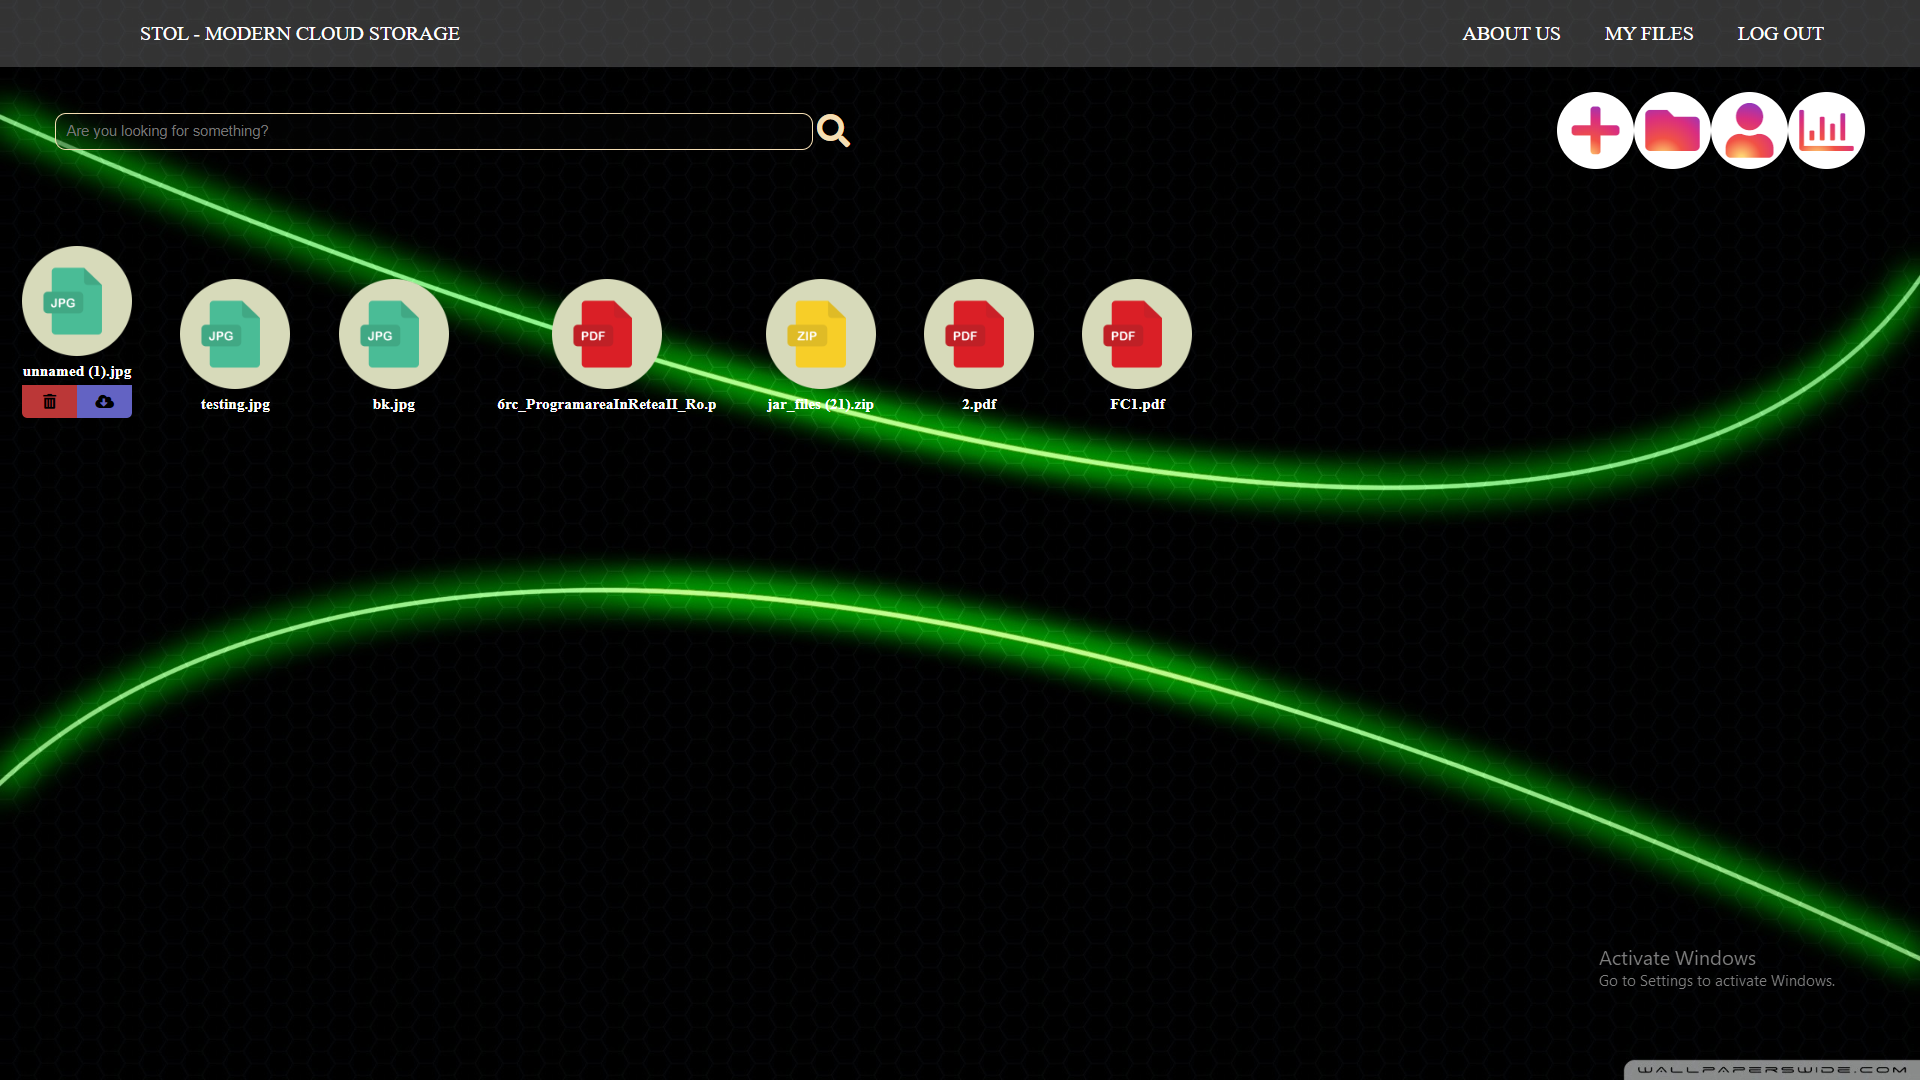 STOL - MODERN CLOUD STORAGE
ABOUT US
MY FILES
LOG OUT
Are you looking for something?
JPG
unnamed (1).jpg
JPG
testing.jpg
JPG
bk.jpg
PDF
6rc_ProgramareaInReteaII_Ro.p
ZIP
jar_files (21).zip
PDF
2.pdf
PDF
FC1.pdf
Activate Windows
Go to Settings to activate Windows.
WALLPAPERSWIDE.COM